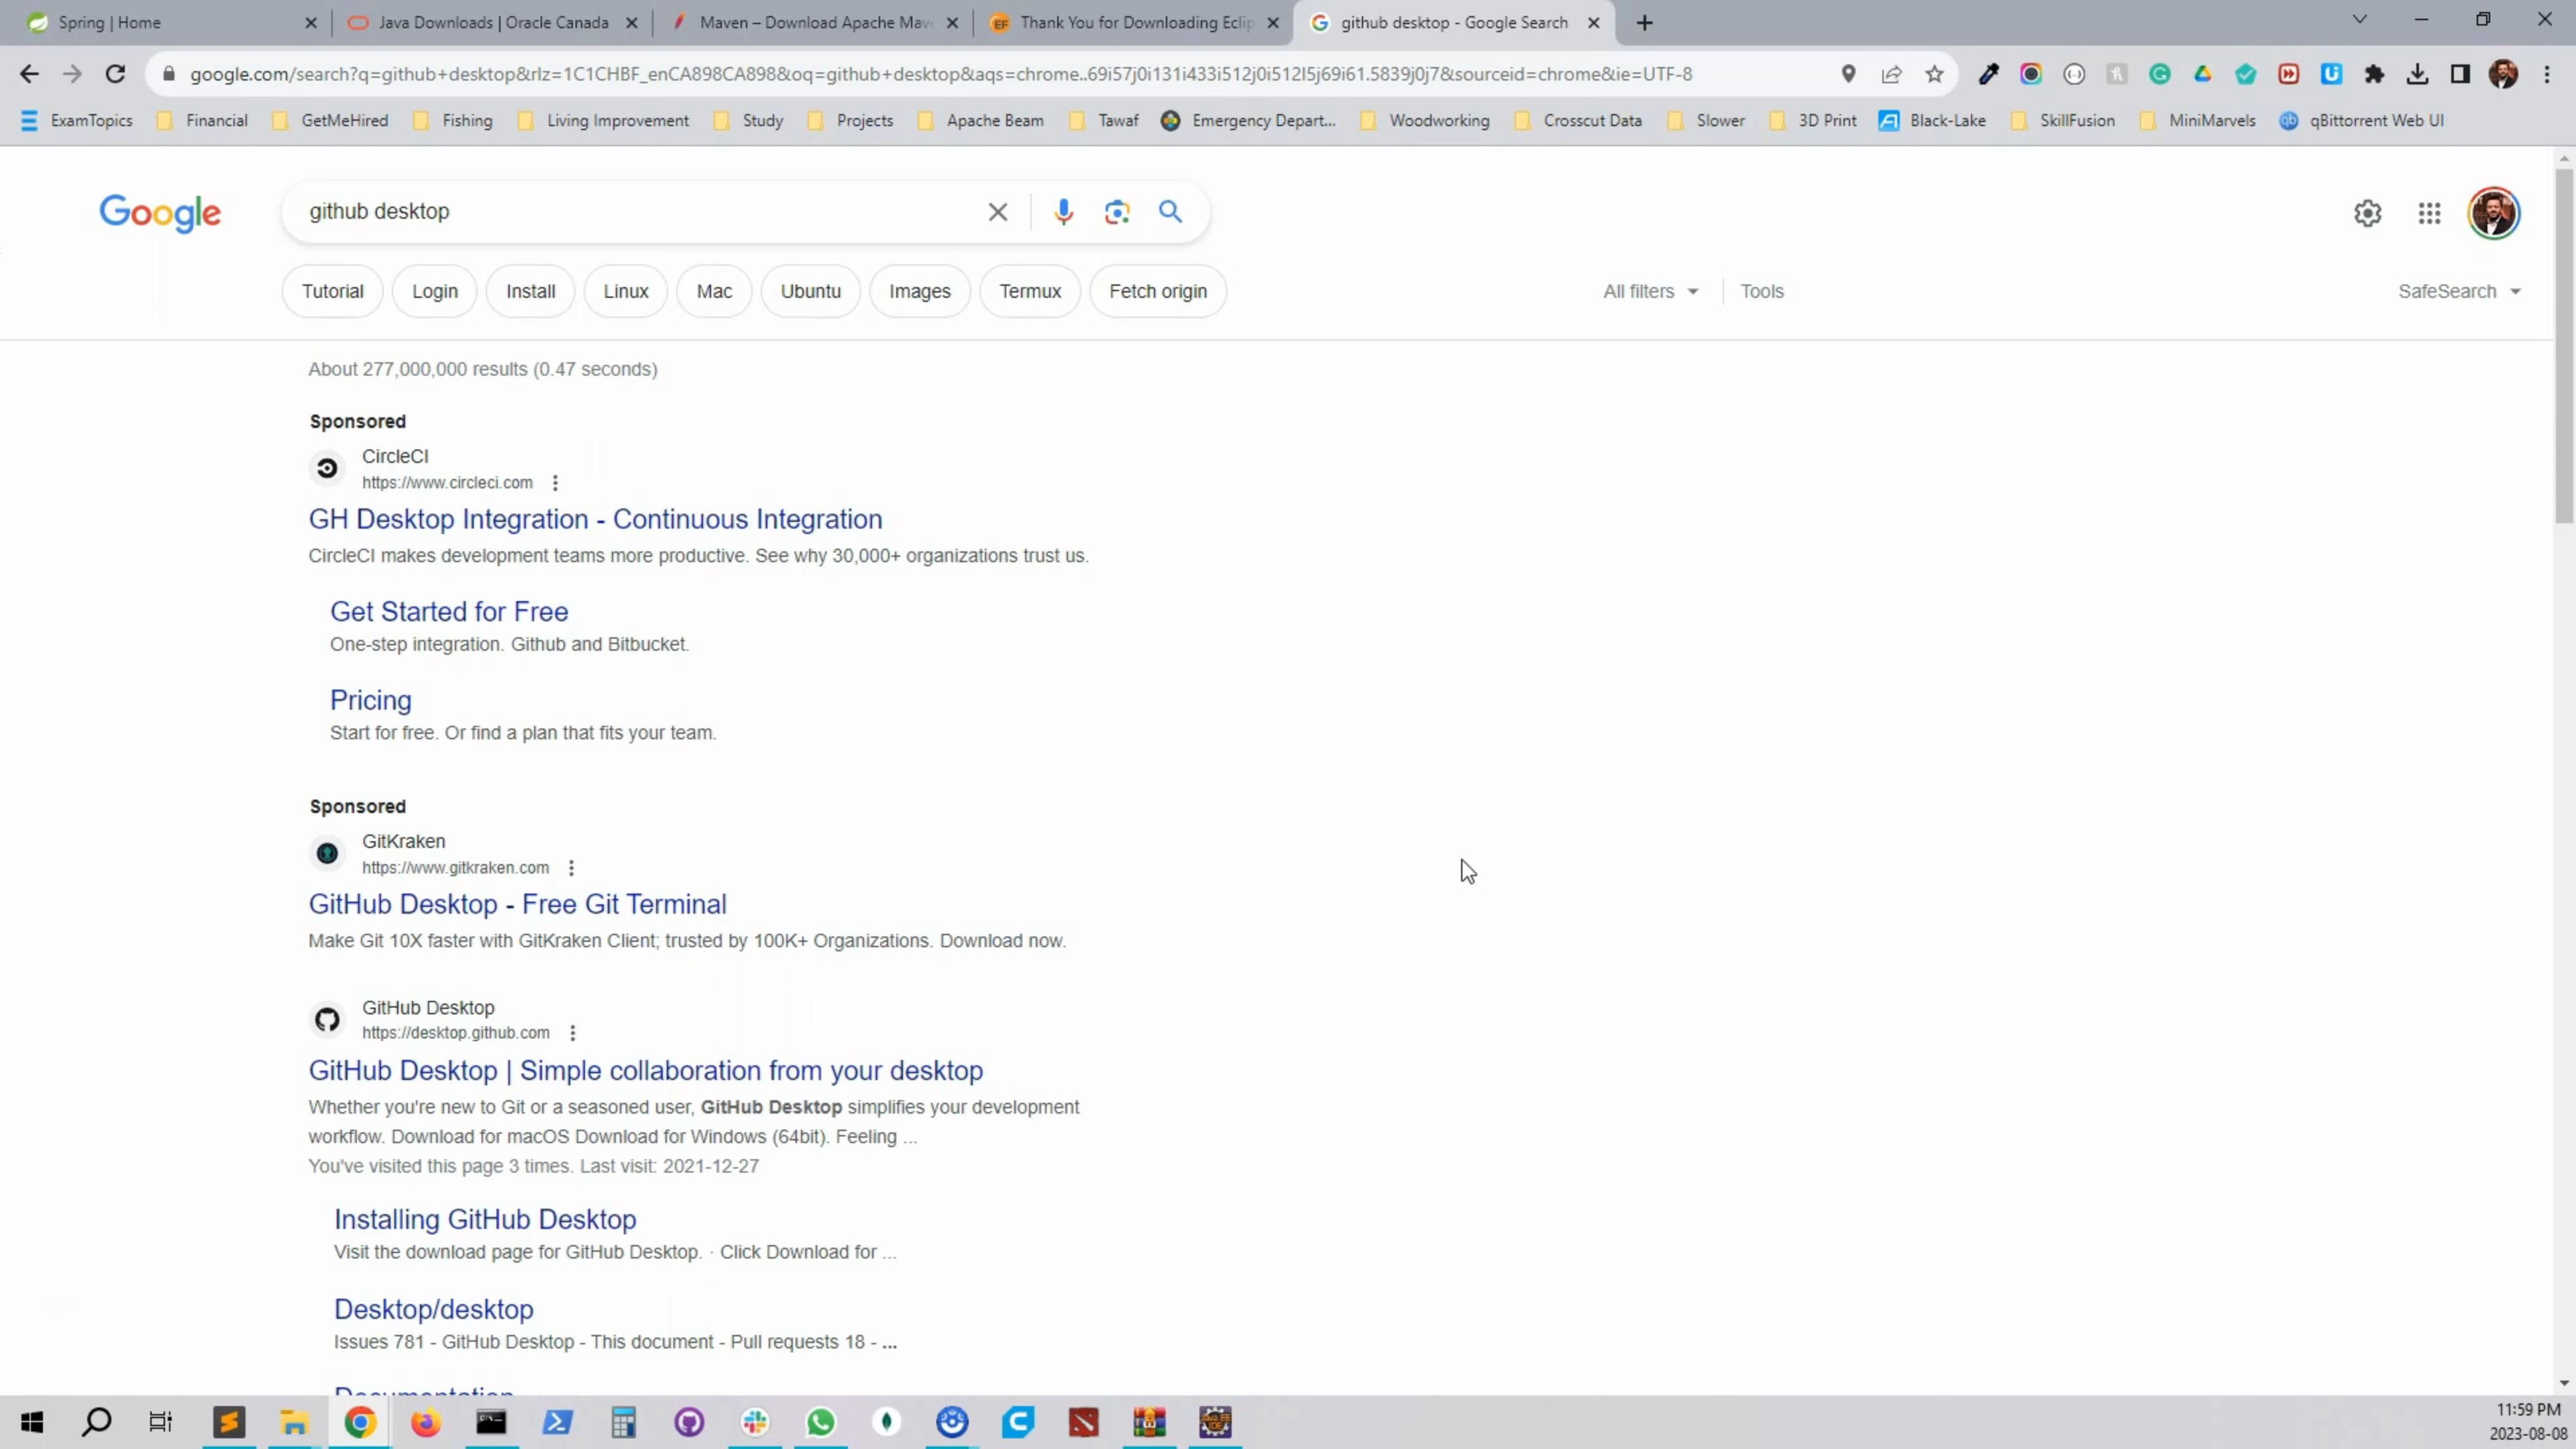 Spring | Home
Java Downloads | Oracle Canada
Maven – Download Apache Mav
Thank You for Downloading Eclip
github desktop - Google Search
google.com/search?q=github+desktop&rlz=1C1CHBF_enCA898CA898&oq=github+desktop&aqs=chrome..69i57j0i131i433i512j0i512l5j69i61.5839j0j7&sourceid=chrome&ie=UTF-8
ExamTopics
Financial
GetMeHired
Fishing
Living Improvement
Study
Projects
Apache Beam
Tawaf
Emergency Depart...
Woodworking
Crosscut Data
Slower
3D Print
Black-Lake
SkillFusion
MiniMarvels
qBittorrent Web UI
Google
github desktop
Tutorial
Login
Install
Linux
Mac
Ubuntu
Images
Termux
Fetch origin
All filters
Tools
SafeSearch
About 277,000,000 results (0.47 seconds)
Sponsored
CircleCI
https://www.circleci.com
GH Desktop Integration - Continuous Integration
CircleCI makes development teams more productive. See why 30,000+ organizations trust us.
Get Started for Free
One-step integration. Github and Bitbucket.
Pricing
Start for free. Or find a plan that fits your team.
Sponsored
GitKraken
https://www.gitkraken.com
GitHub Desktop - Free Git Terminal
Make Git 10X faster with GitKraken Client; trusted by 100K+ Organizations. Download now.
GitHub Desktop
https://desktop.github.com
GitHub Desktop | Simple collaboration from your desktop
Whether you're new to Git or a seasoned user, GitHub Desktop simplifies your development
workflow. Download for macOS Download for Windows (64bit). Feeling ...
You've visited this page 3 times. Last visit: 2021-12-27
Installing GitHub Desktop
Visit the download page for GitHub Desktop. · Click Download for ...
Desktop/desktop
Issues 781 - GitHub Desktop - This document - Pull requests 18 - ...
Documentation
11:59 PM
2023-08-08